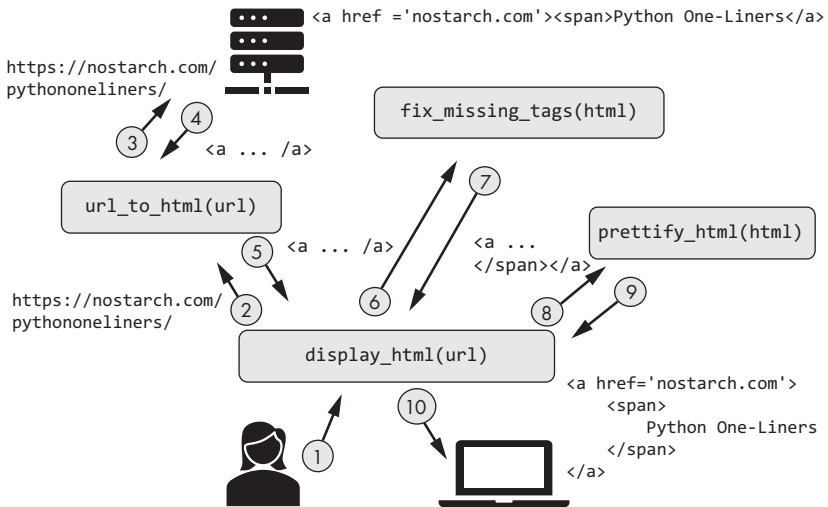 <a href ='nostarch.com'><span>Python One-Liners</a>
https://nostarch.com/
pythononeliners/
3
4
<a ... /a>
fix_missing_tags(html)
7
url_to_html(url)
5
<a ... /a>
6
<a ...
</span></a>
prettify_html(html)
8
9
https://nostarch.com/
pythononeliners/
2
display_html(url)
1
10
<a href='nostarch.com'>
    <span>
        Python One-Liners
    </span>
</a>